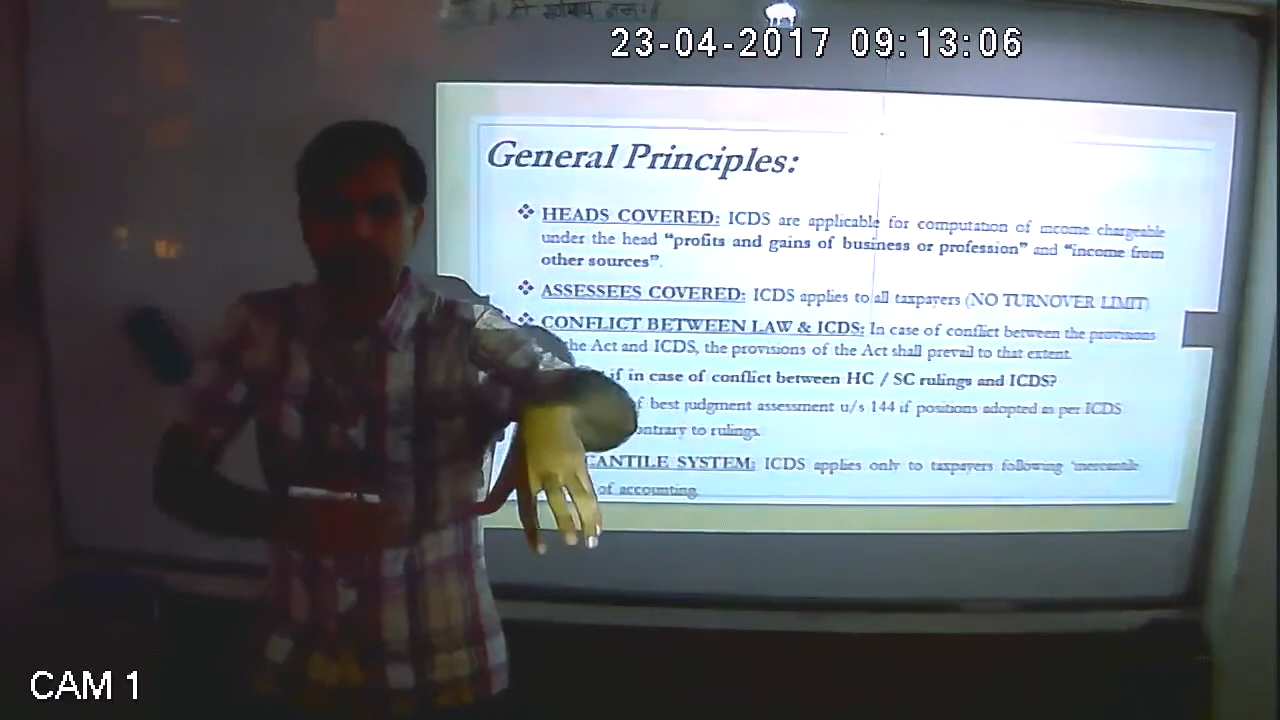 23-04-2017 09:13:06
General Principles:
❖ HEADS COVERED: ICDS are applicable for computation of income chargeable
under the head “profits and gains of business or profession” and “income from
other sources”.
❖ ASSESSEES COVERED: ICDS applies to all taxpayers (NO TURNOVER LIMIT)
❖ CONFLICT BETWEEN LAW & ICDS: In case of conflict between the provisions
the Act and ICDS, the provisions of the Act shall prevail to that extent.
if in case of conflict between HC / SC rulings and ICDS?
f best judgment assessment u/s 144 if positions adopted as per ICDS
ontrary to rulings.
CANTILE SYSTEM: ICDS applies only to taxpayers following 'mercantile
of accounting.
CAM 1